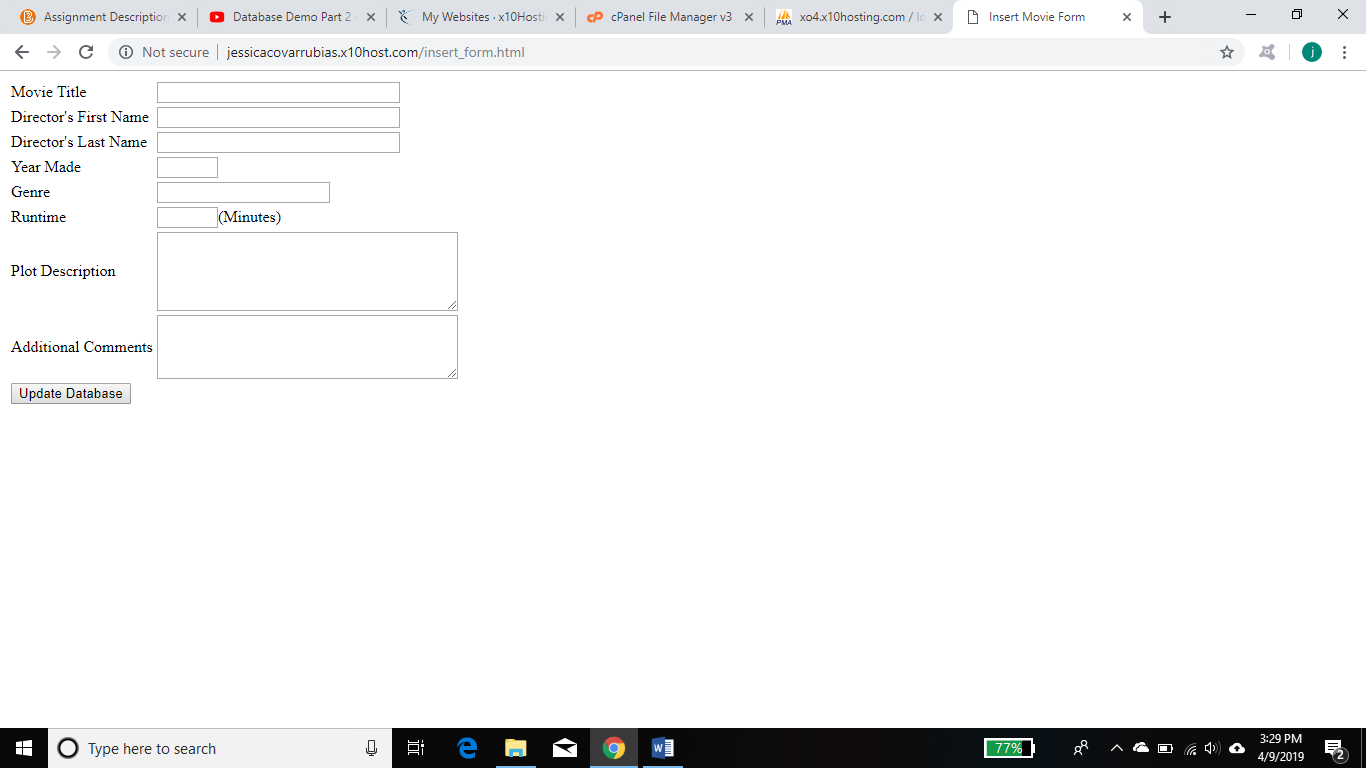 Assignment Description
Database Demo Part 2
My Websites · x10Hosti
cPanel File Manager v3
PMA
xo4.x10hosting.com / lo
Insert Movie Form
Not secure
jessicacovarrubias.x10host.com/insert_form.html
j
Movie Title
Director's First Name
Director's Last Name
Year Made
Genre
Runtime (Minutes)
Plot Description
Additional Comments
Update Database
Type here to search
77%
3:29 PM
4/9/2019
2